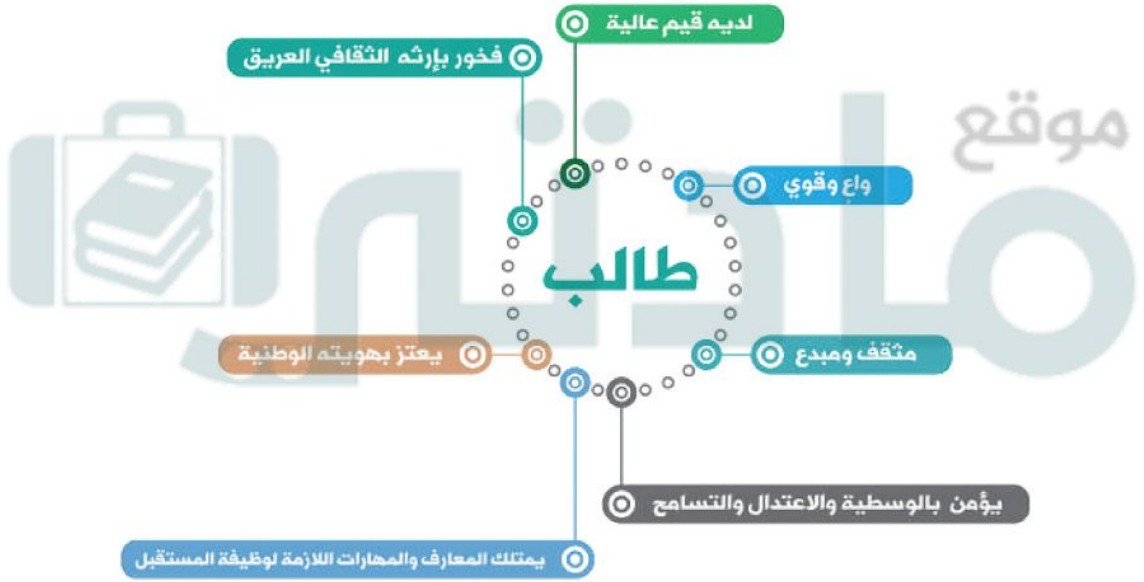 لديه قيم عالية
فخور بإرثه الثقافي العريق
موقع
مادتي
واعٍ وقوي
طالب
مثقف ومبدع
يعتز بهويته الوطنية
يؤمن بالوسطية والاعتدال والتسامح
يمتلك المعارف والمهارات اللازمة لوظيفة المستقبل